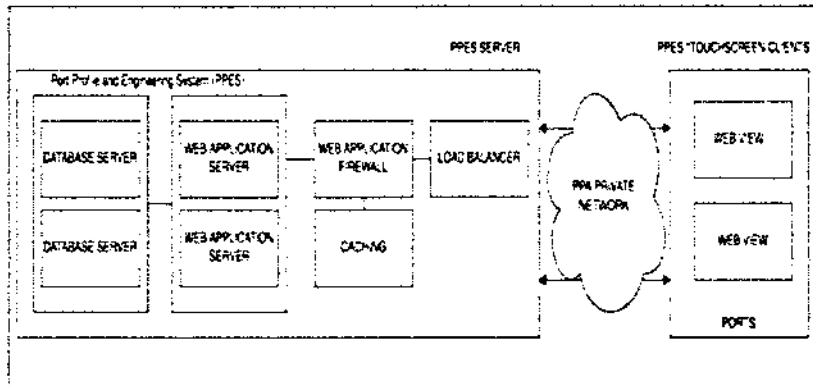 PPES SERVER
PPES "TOUCHSCREEN CLIENTS
Port Profile and Engineering System (PPES)
DATABASE SERVER
WEB APPLICATION
SERVER
WEB APPLICATION
FIREWALL
LOAD BALANCER
WEB VIEW
PPA PRIVATE
NETWORK
DATABASE SERVER
WEB APPLICATION
SERVER
CACHING
WEB VIEW
PORTS